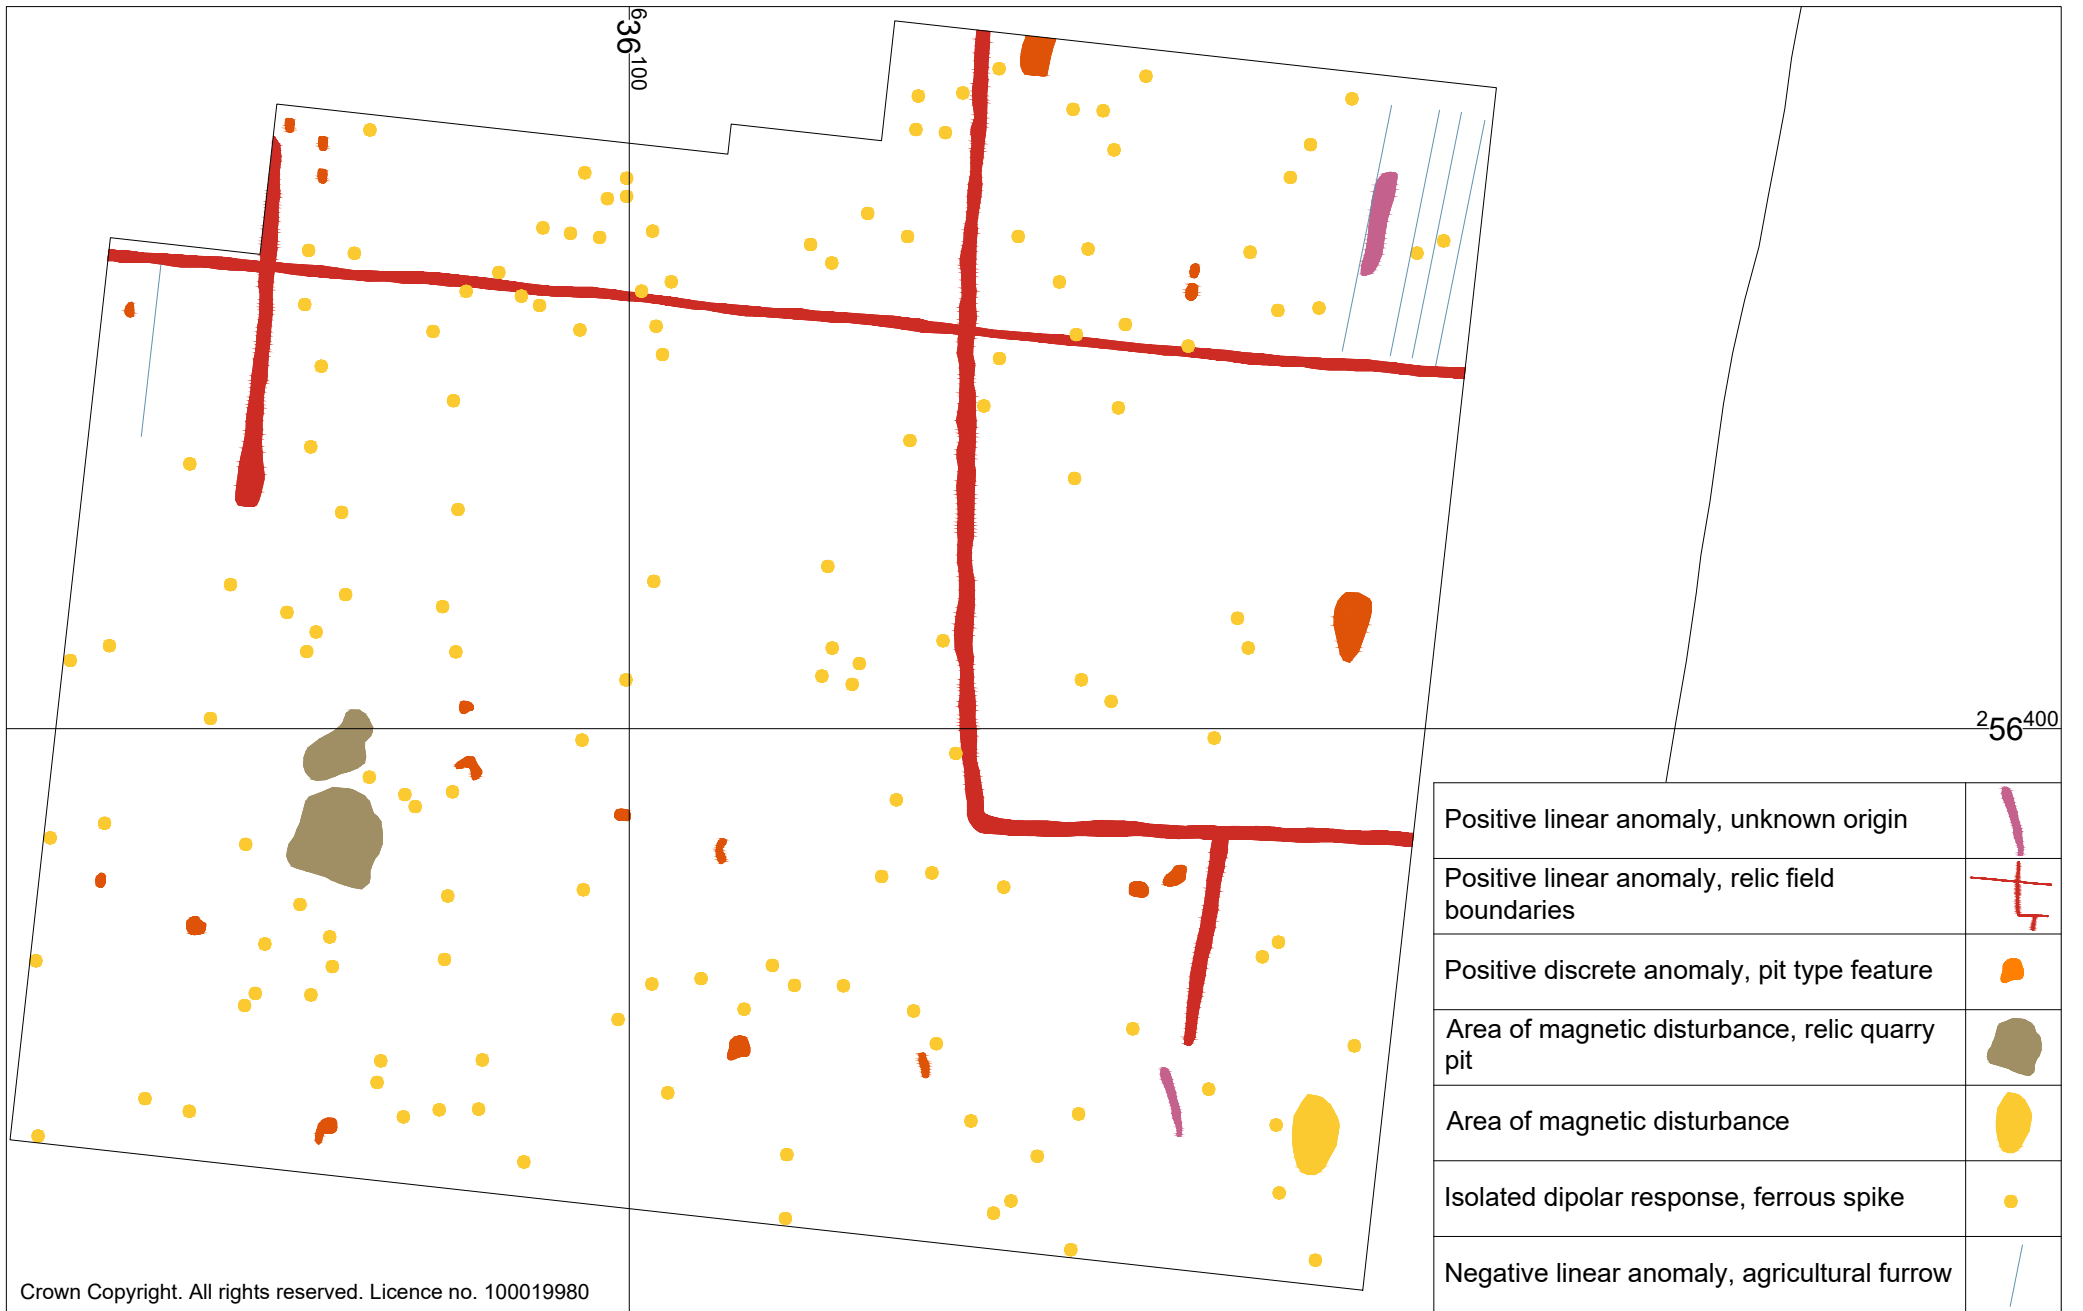 ⁶36¹⁰⁰
²56⁴⁰⁰
Positive linear anomaly, unknown origin
Positive linear anomaly, relic field
boundaries
Positive discrete anomaly, pit type feature
Area of magnetic disturbance, relic quarry
pit
Area of magnetic disturbance
Isolated dipolar response, ferrous spike
Negative linear anomaly, agricultural furrow
Crown Copyright. All rights reserved. Licence no. 100019980